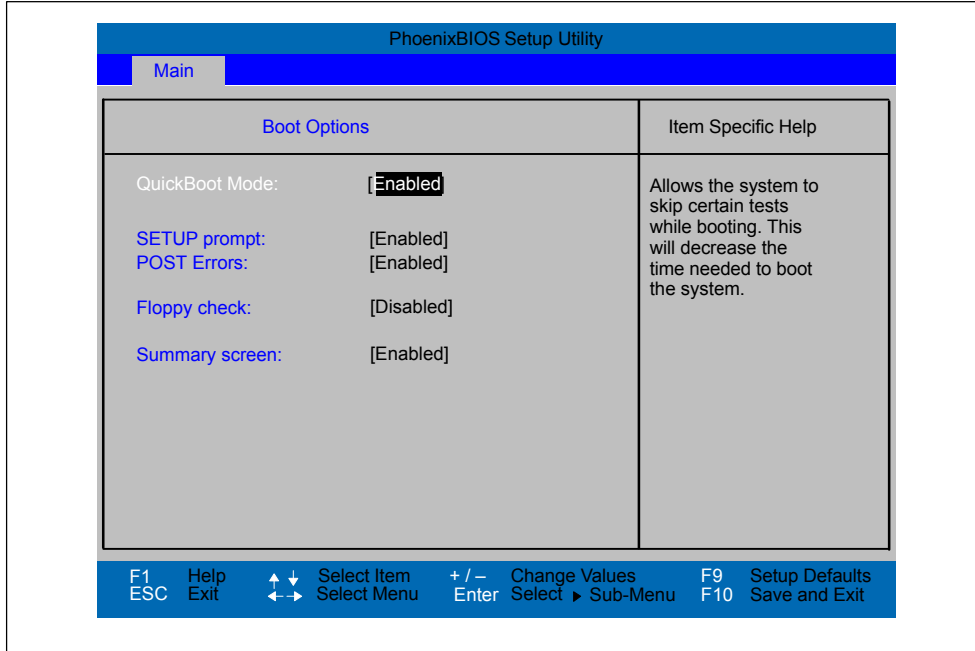 PhoenixBIOS Setup Utility
Main
Boot Options
Item Specific Help
QuickBoot Mode: [Enabled]
SETUP prompt: [Enabled]
POST Errors: [Enabled]
Floppy check: [Disabled]
Summary screen: [Enabled]
Allows the system to
skip certain tests
while booting. This
will decrease the
time needed to boot
the system.
F1 Help Select Item + / – Change Values F9 Setup Defaults
ESC Exit Select Menu Enter Select Sub-Menu F10 Save and Exit